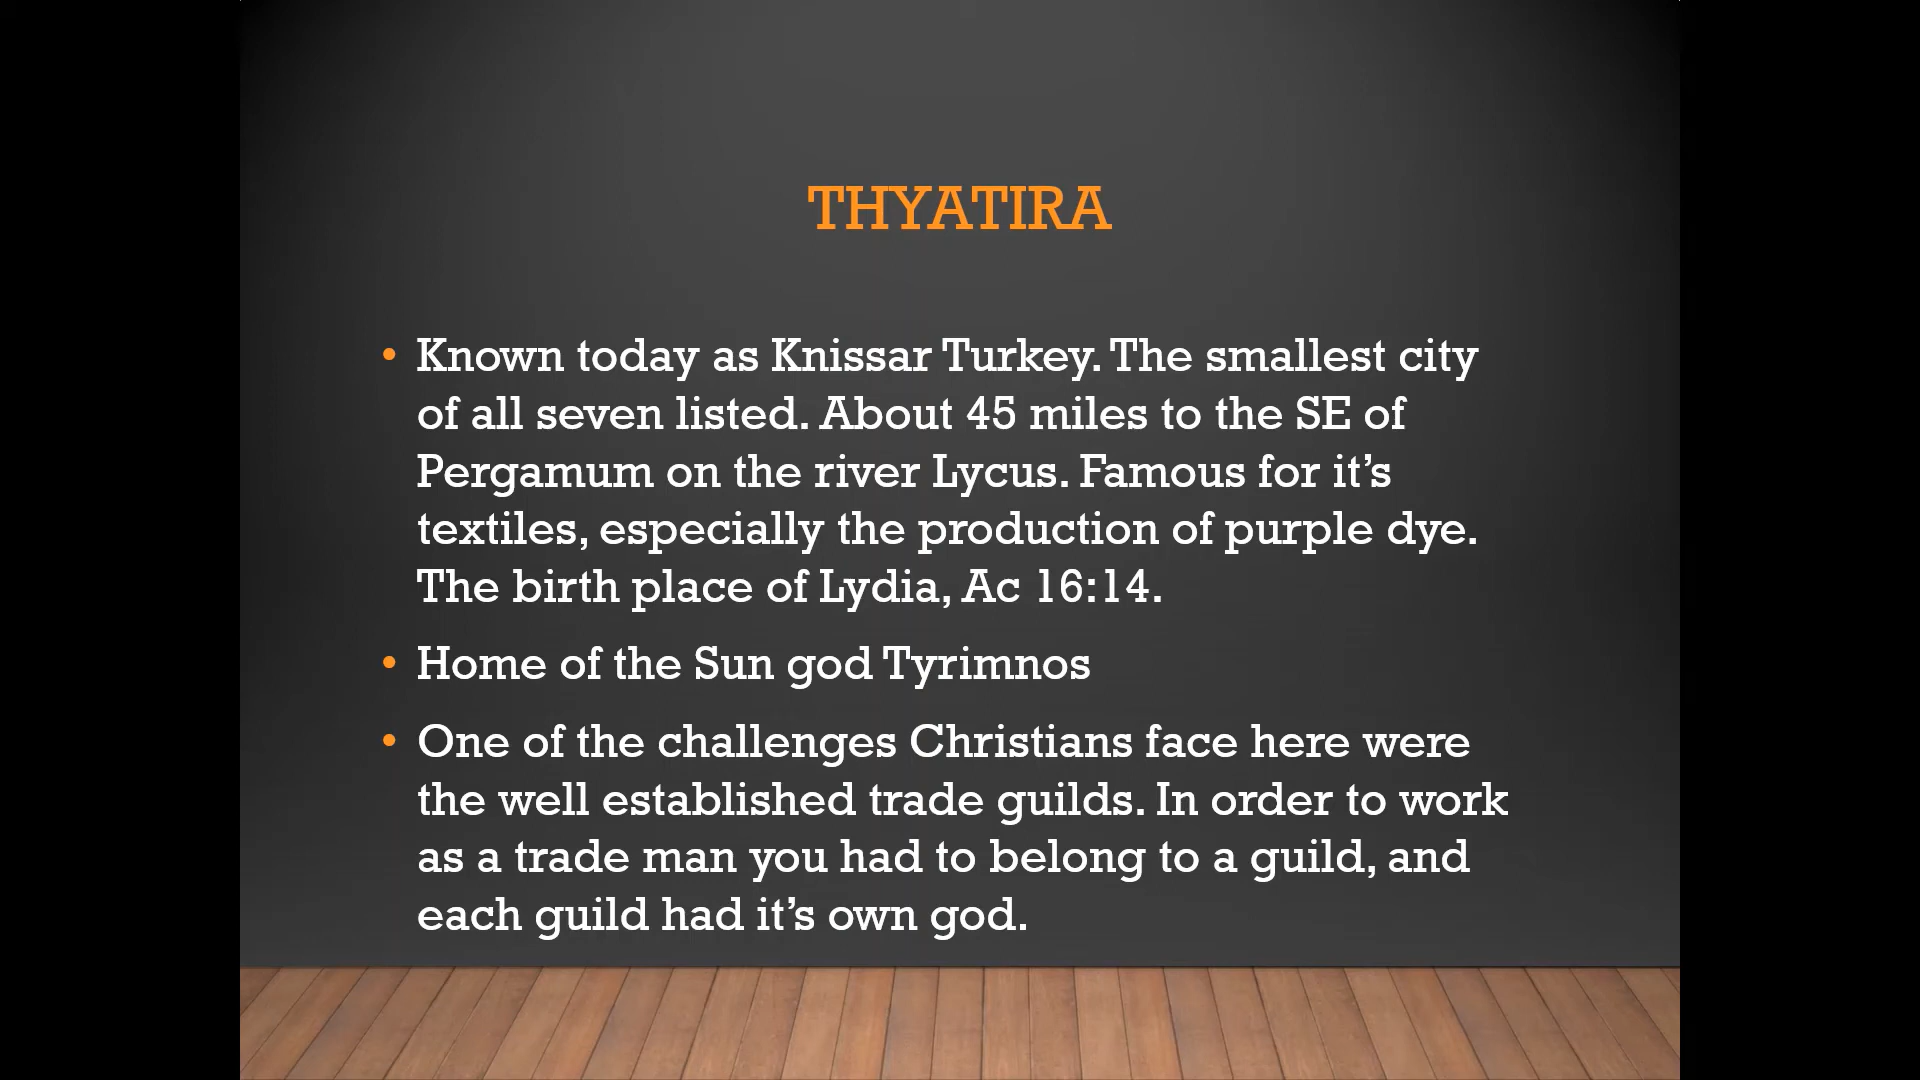 THYATIRA
• Known today as Knissar Turkey. The smallest city
of all seven listed. About 45 miles to the SE of
Pergamum on the river Lycus. Famous for it’s
textiles, especially the production of purple dye.
The birth place of Lydia, Ac 16:14.
• Home of the Sun god Tyrimnos
• One of the challenges Christians face here were
the well established trade guilds. In order to work
as a trade man you had to belong to a guild, and
each guild had it’s own god.